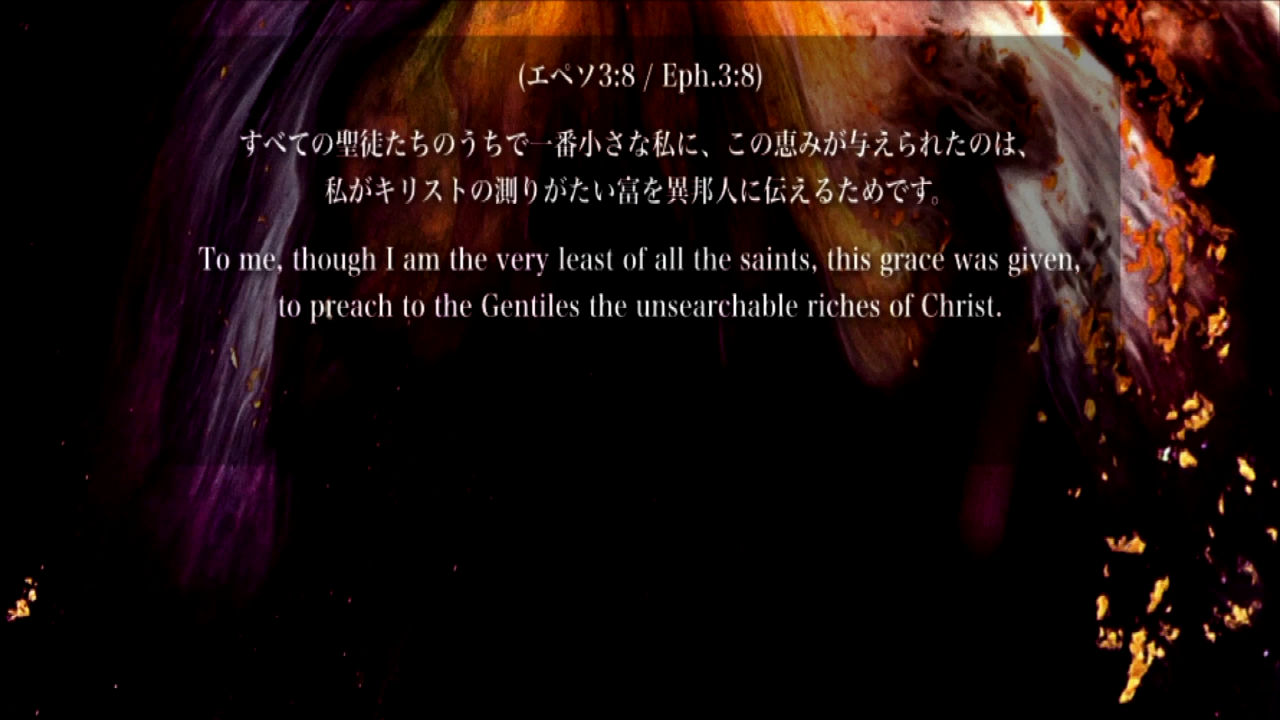 (エペソ3:8 / Eph.3:8)
すべての聖徒たちのうちで一番小さな私に、この恵みが与えられたのは、
私がキリストの測りがたい富を異邦人に伝えるためです。
To me, though I am the very least of all the saints, this grace was given,
to preach to the Gentiles the unsearchable riches of Christ.